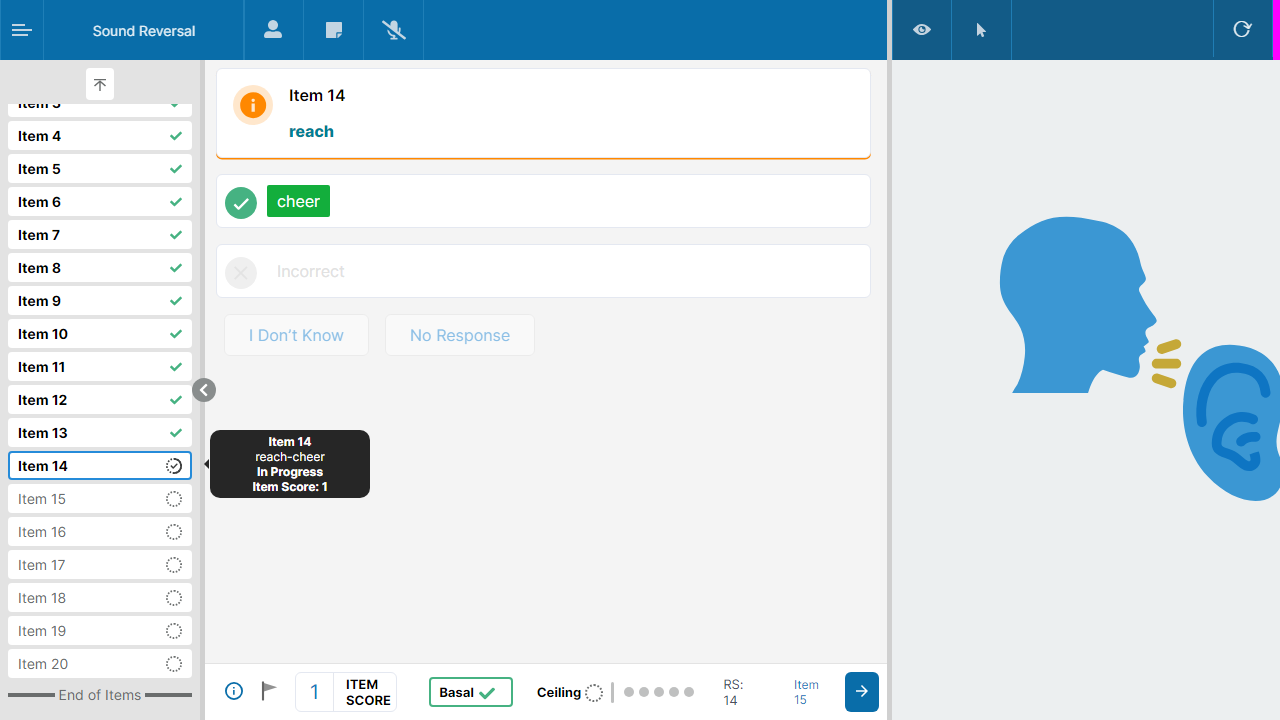 Sound Reversal
Item 3
Item 4
Item 5
Item 6
Item 7
Item 8
Item 9
Item 10
Item 11
Item 12
Item 13
Item 14
Item 15
Item 16
Item 17
Item 18
Item 19
Item 20
End of Items
Item 14
reach
cheer
Incorrect
I Don’t Know
No Response
Item 14
reach-cheer
In Progress
Item Score: 1
1
ITEM
SCORE
Basal
Ceiling
RS:
14
Item
15